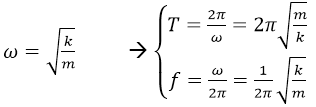 ω = √(k/m) → { T = 2π/ω = 2π√(m/k)
f = ω/2π = 1/2π √(k/m)